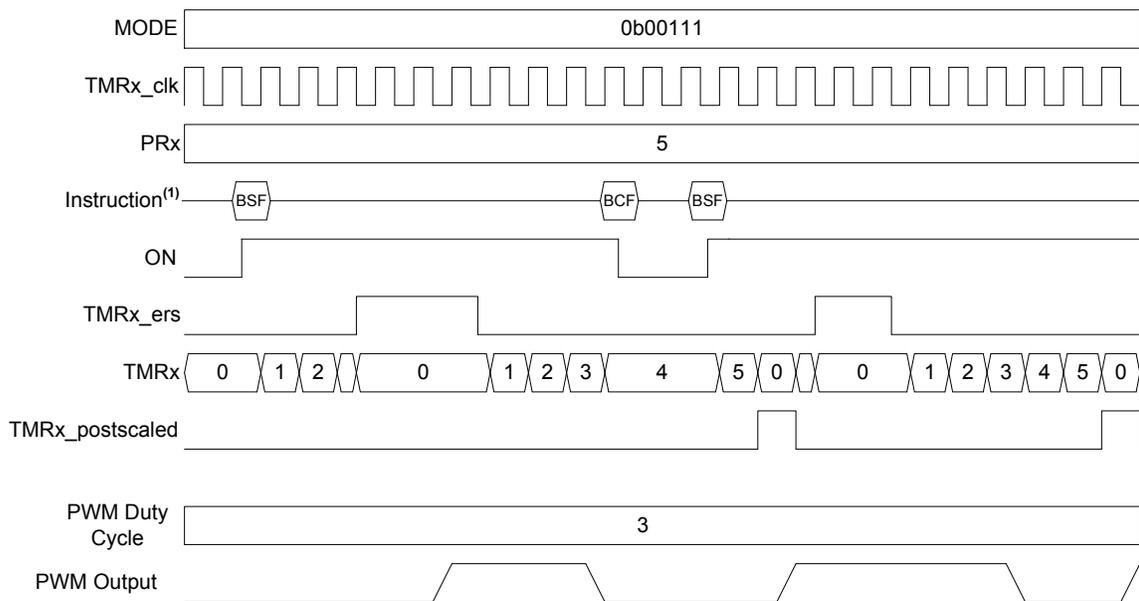 MODE 0b00111
TMRx_clk
PRx 5
Instruction(1) BSF BCF BSF
ON
TMRx_ers
TMRx 0 1 2 0 1 2 3 4 5 0 0 1 2 3 4 5 0
TMRx_postscaled
PWM Duty
Cycle 3
PWM Output